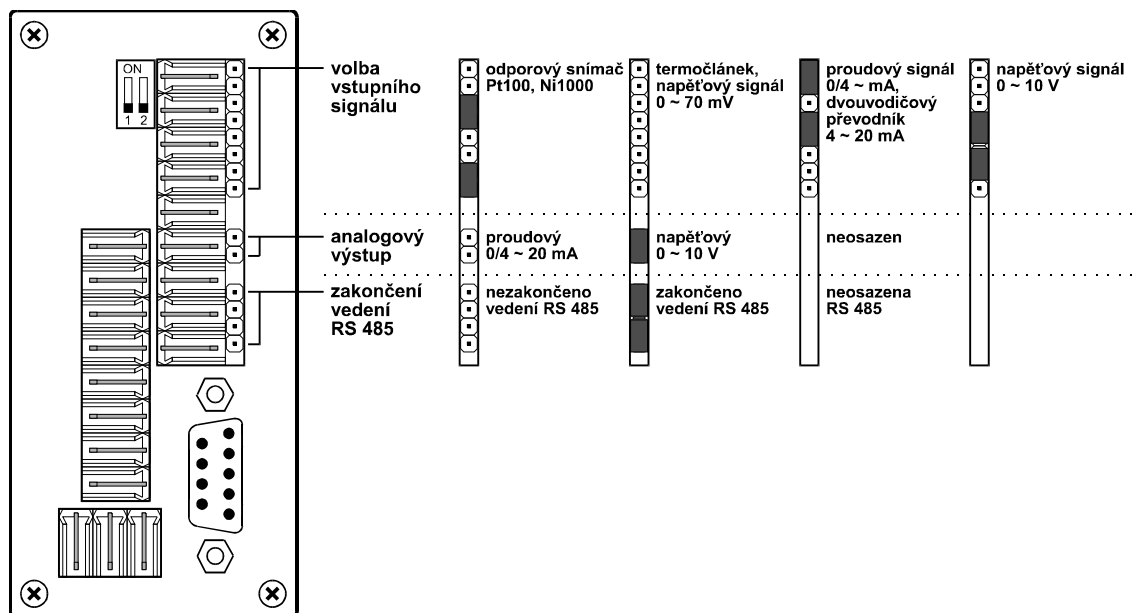 ON
1 2
volba
vstupního
signálu
odporový snímač
Pt100, Ni1000
termočlánek,
napěťový signál
0 ~ 70 mV
proudový signál
0/4 ~ mA,
dvouvodičový
převodník
4 ~ 20 mA
napěťový signál
0 ~ 10 V
analogový
výstup
proudový
0/4 ~ 20 mA
napěťový
0 ~ 10 V
neosazen
zakončení
vedení
RS 485
nezakončeno
vedení RS 485
zakončeno
vedení RS 485
neosazena
RS 485